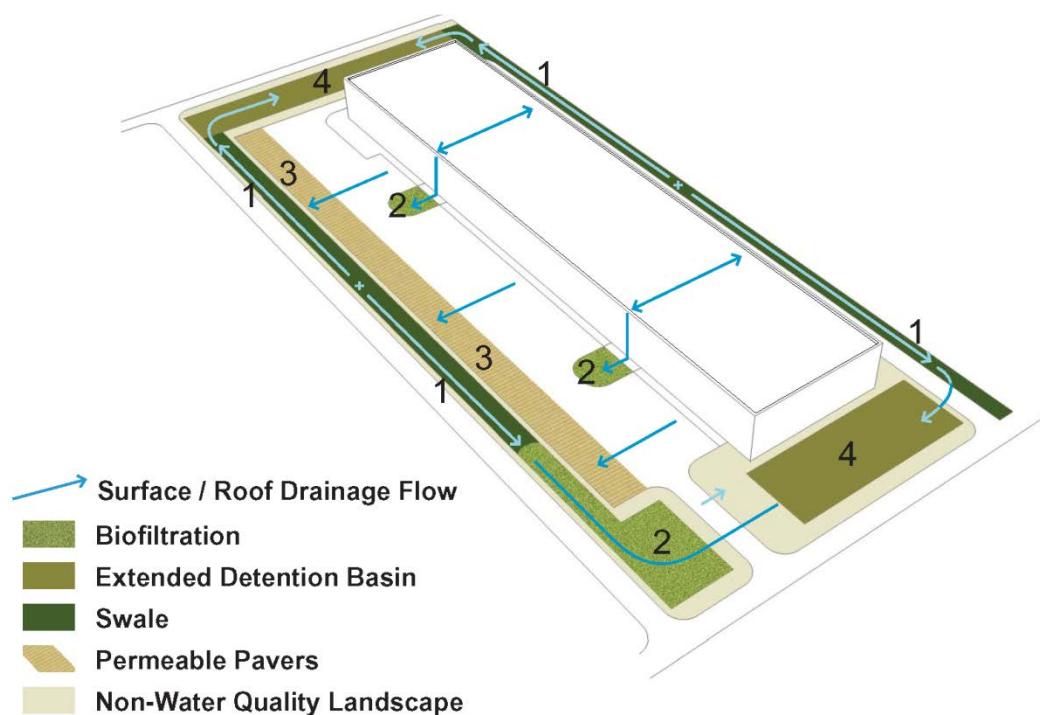 1
4
3
1
2
3
2
1
1
4
2
Surface / Roof Drainage Flow
Biofiltration
Extended Detention Basin
Swale
Permeable Pavers
Non-Water Quality Landscape